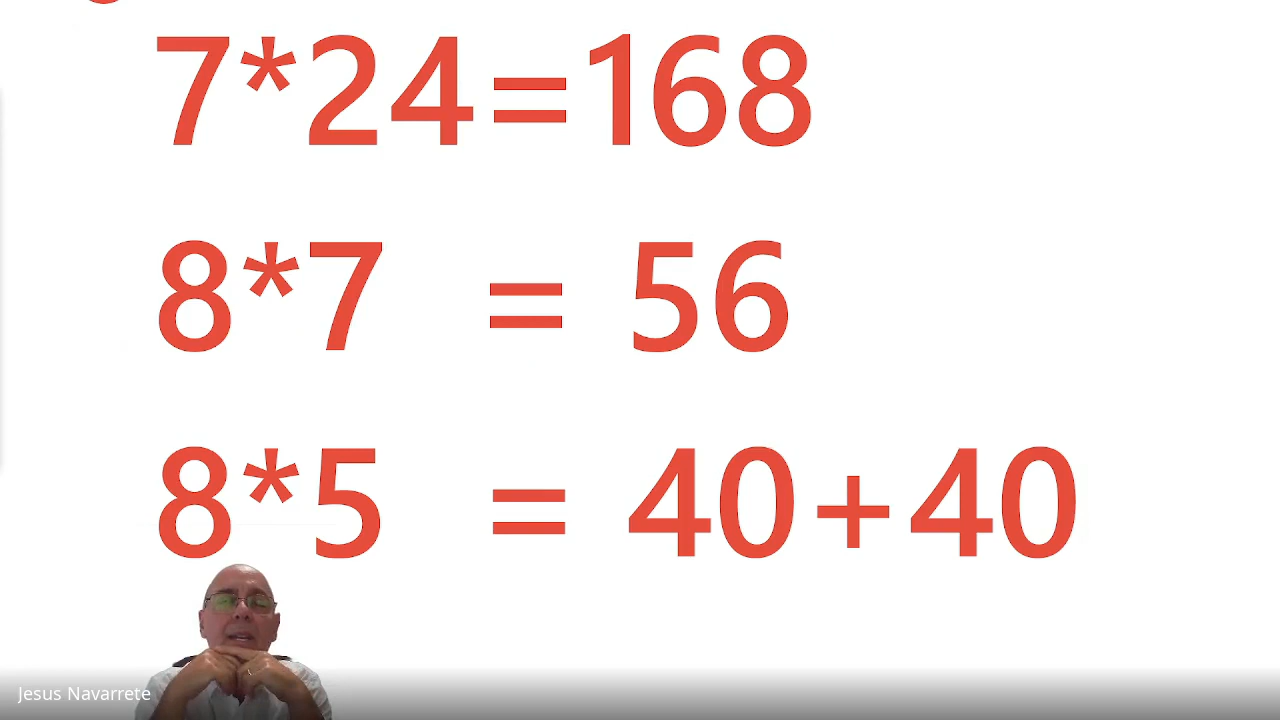 7*24=168
8*7 = 56
8*5 = 40+40
Jesus Navarrete